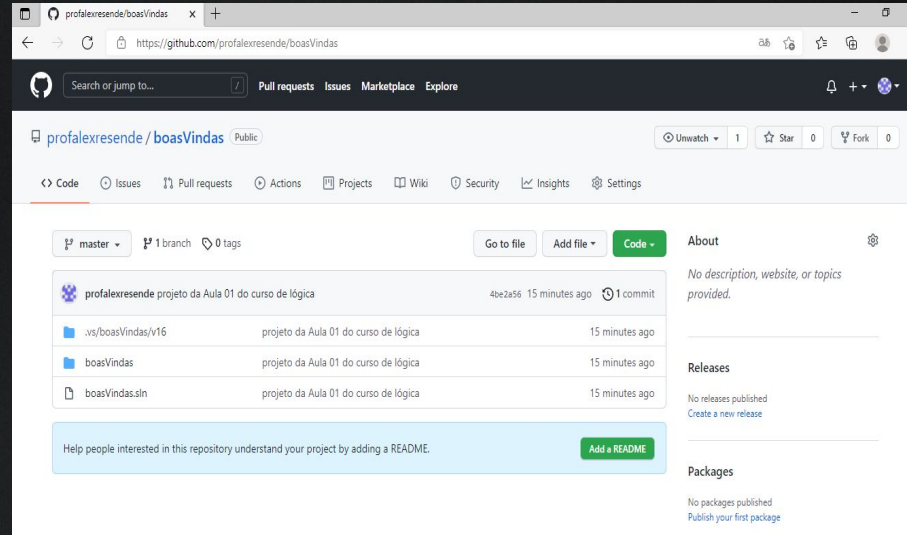 profalexresende/boasVindas
https://github.com/profalexresende/boasVindas
Search or jump to... / Pull requests Issues Marketplace Explore
profalexresende / boasVindas Public
Unwatch 1 Star 0 Fork 0
Code Issues Pull requests Actions Projects Wiki Security Insights Settings
master 1 branch 0 tags Go to file Add file Code
profalexresende projeto da Aula 01 do curso de lógica 4be2a56 15 minutes ago 1 commit
.vs/boasVindas/v16 projeto da Aula 01 do curso de lógica 15 minutes ago
boasVindas projeto da Aula 01 do curso de lógica 15 minutes ago
boasVindas.sln projeto da Aula 01 do curso de lógica 15 minutes ago
Help people interested in this repository understand your project by adding a README. Add a README
About
No description, website, or topics
provided.
Releases
No releases published
Create a new release
Packages
No packages published
Publish your first package